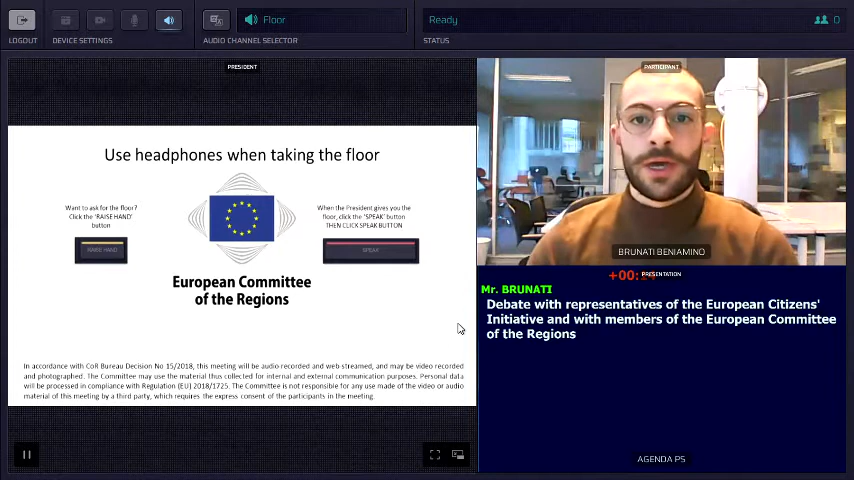 Floor
Ready
0
LOGOUT
DEVICE SETTINGS
AUDIO CHANNEL SELECTOR
STATUS
PRESIDENT
PARTICIPANT
Use headphones when taking the floor
Want to ask for the floor?
Click the 'RAISE HAND'
button
RAISE HAND
When the President gives you the
floor, click the 'SPEAK' button
THEN CLICK SPEAK BUTTON
SPEAK
European Committee
of the Regions
In accordance with CoR Bureau Decision No 15/2018, this meeting will be audio recorded and web streamed, and may be video recorded
and photographed. The Committee may use the material thus collected for internal and external communication purposes. Personal data
will be processed in compliance with Regulation (EU) 2018/1725. The Committee is not responsible for any use made of the video or audio
material of this meeting by a third party, which requires the express consent of the participants in the meeting.
BRUNATI BENIAMINO
+00:
PRESENTATION
Mr. BRUNATI
Debate with representatives of the European Citizens'
Initiative and with members of the European Committee
of the Regions
AGENDA PS